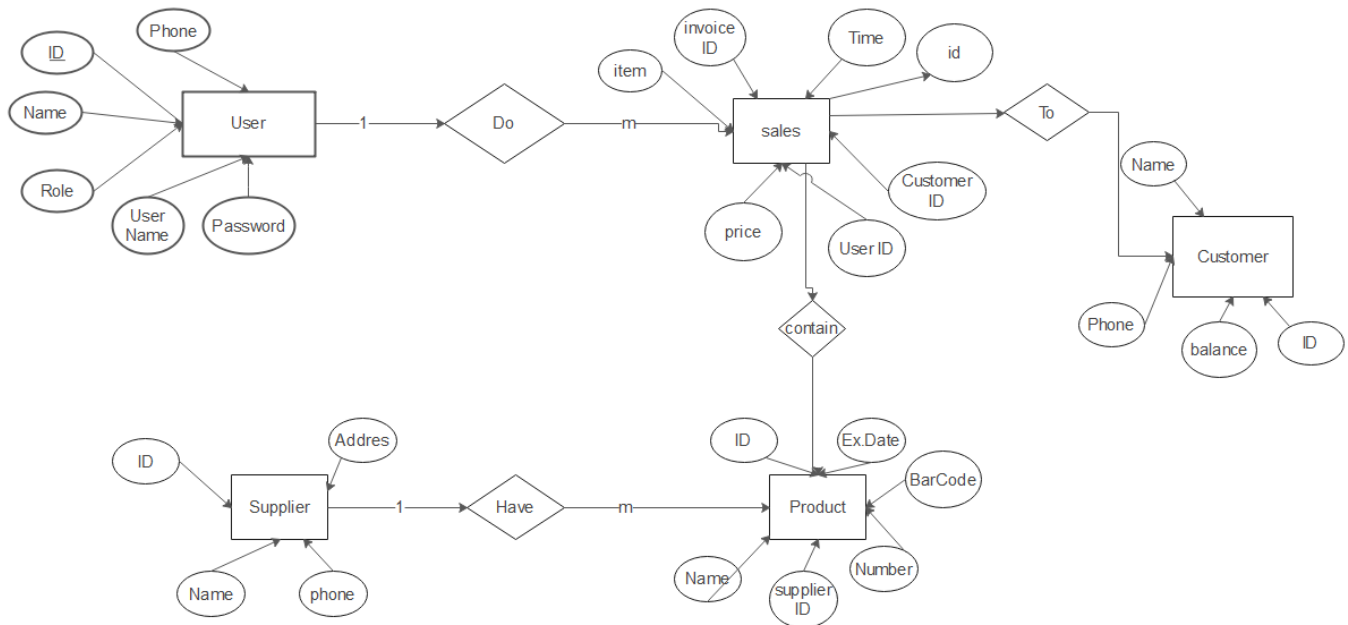 Phone
invoice
ID
Time
id
ID
item
Name
User
1
Do
m
sales
To
Role
User
Name
Password
price
User ID
Customer
ID
Name
Customer
Phone
balance
ID
contain
ID
Addres
ID
Ex.Date
BarCode
Supplier
1
Have
m
Product
Name
phone
Name
supplier
ID
Number